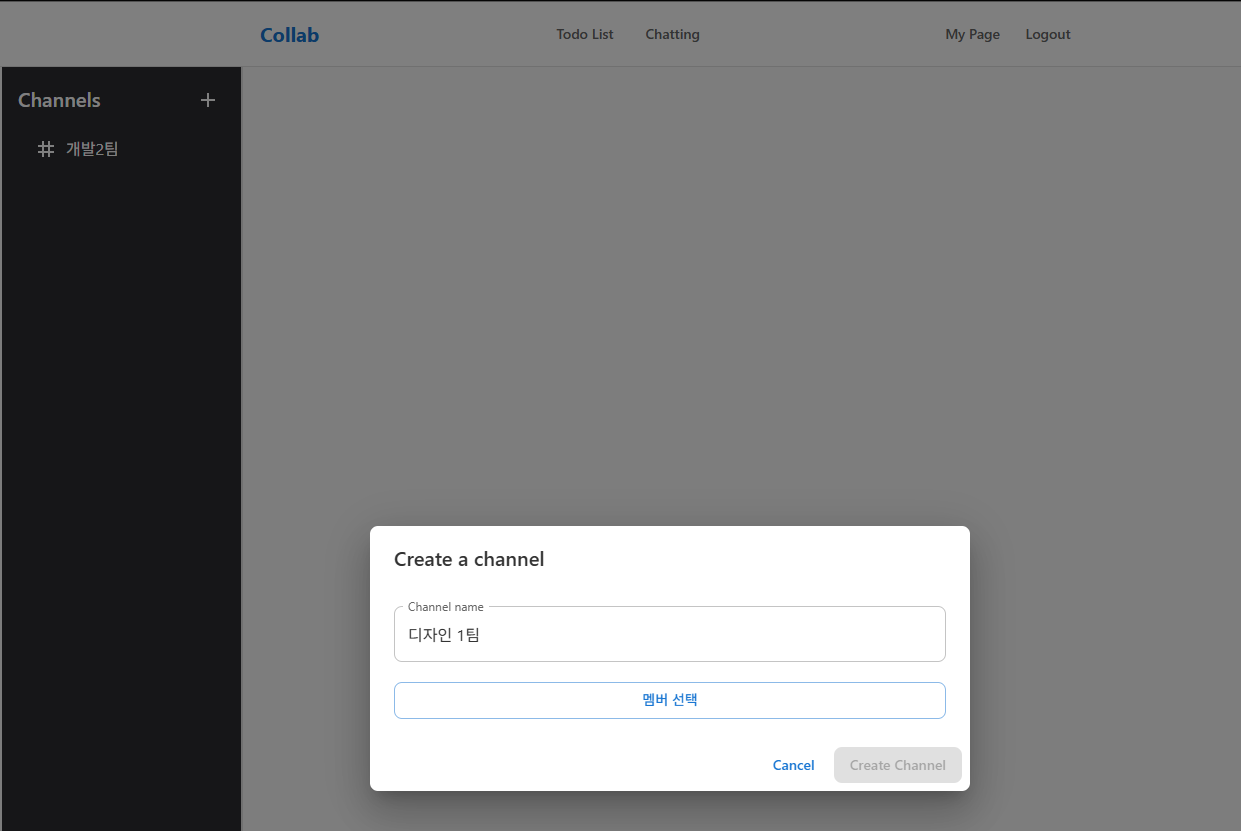 Collab Todo List Chatting My Page Logout
Channels
개발2팀
Create a channel
Channel name
디자인 1팀
멤버 선택
Cancel Create Channel